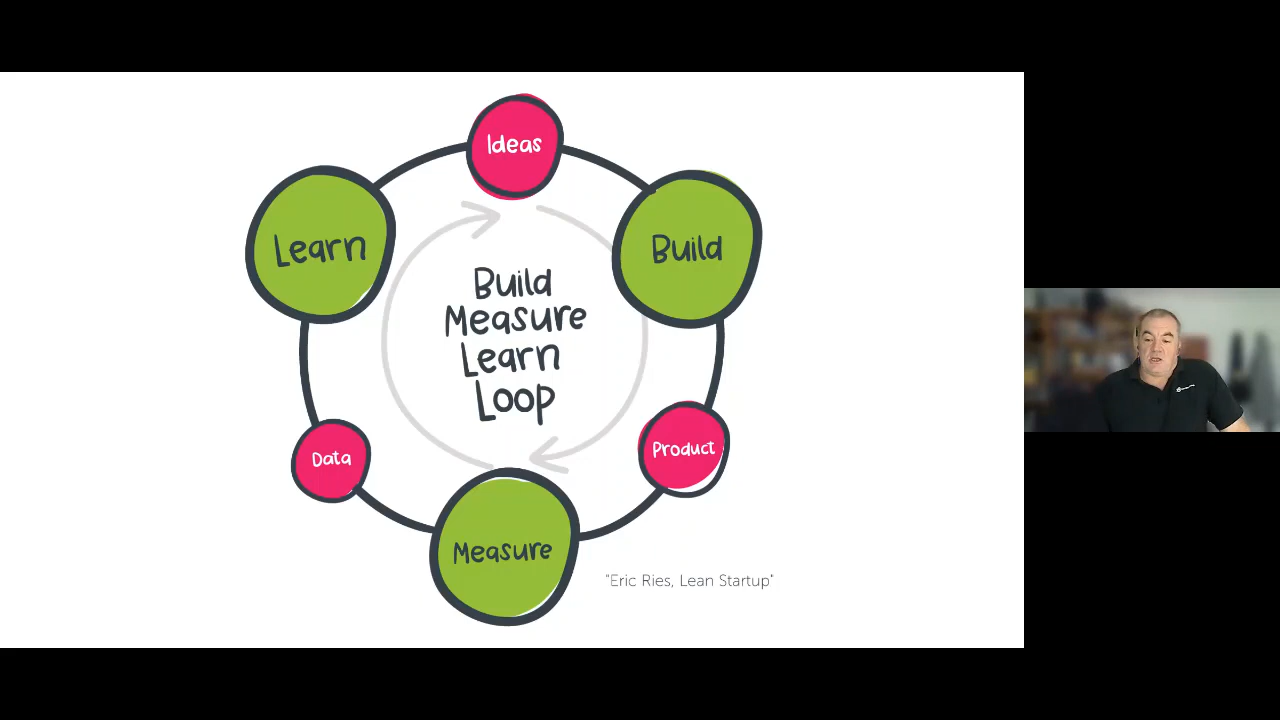 Ideas
Learn
Build
Build
Measure
Learn
Loop
Data
Product
Measure
"Eric Ries, Lean Startup"